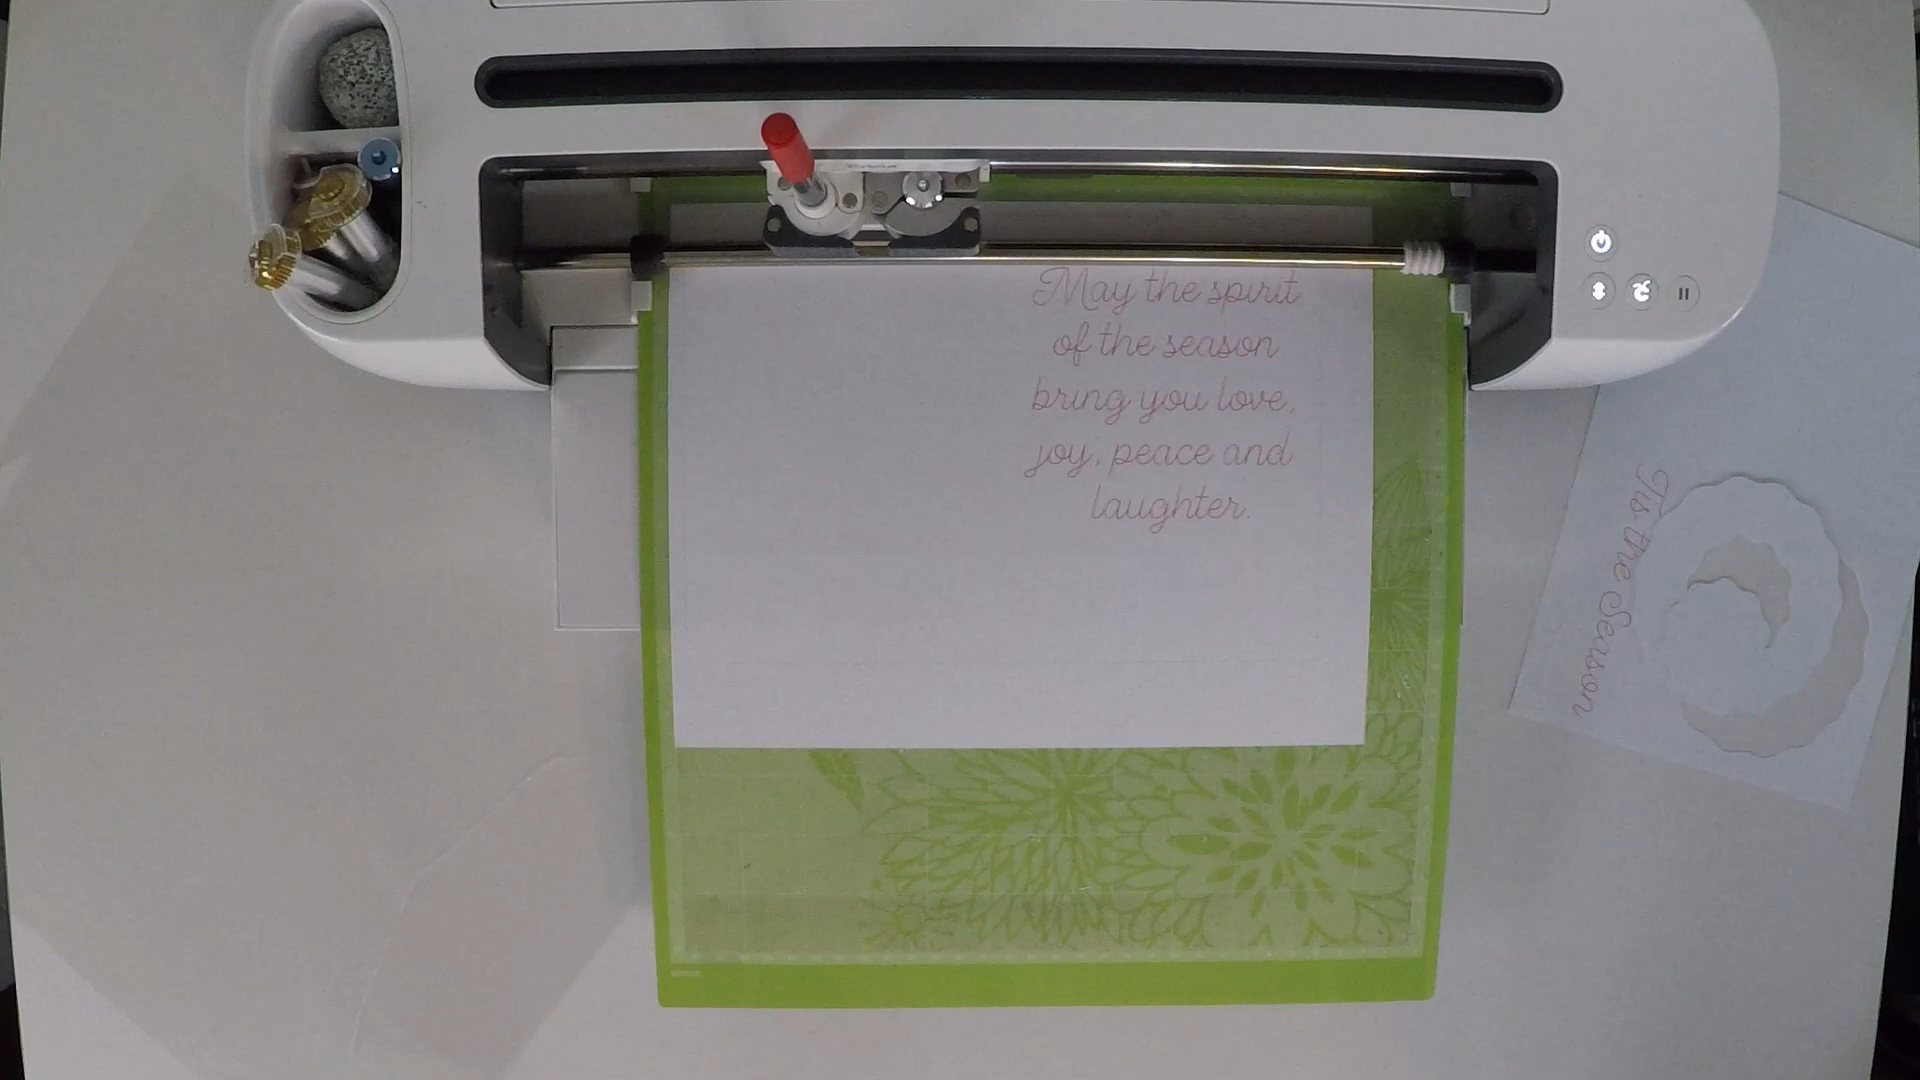 May the spirit
of the season
bring you love,
joy, peace and
laughter.
Tis the Season